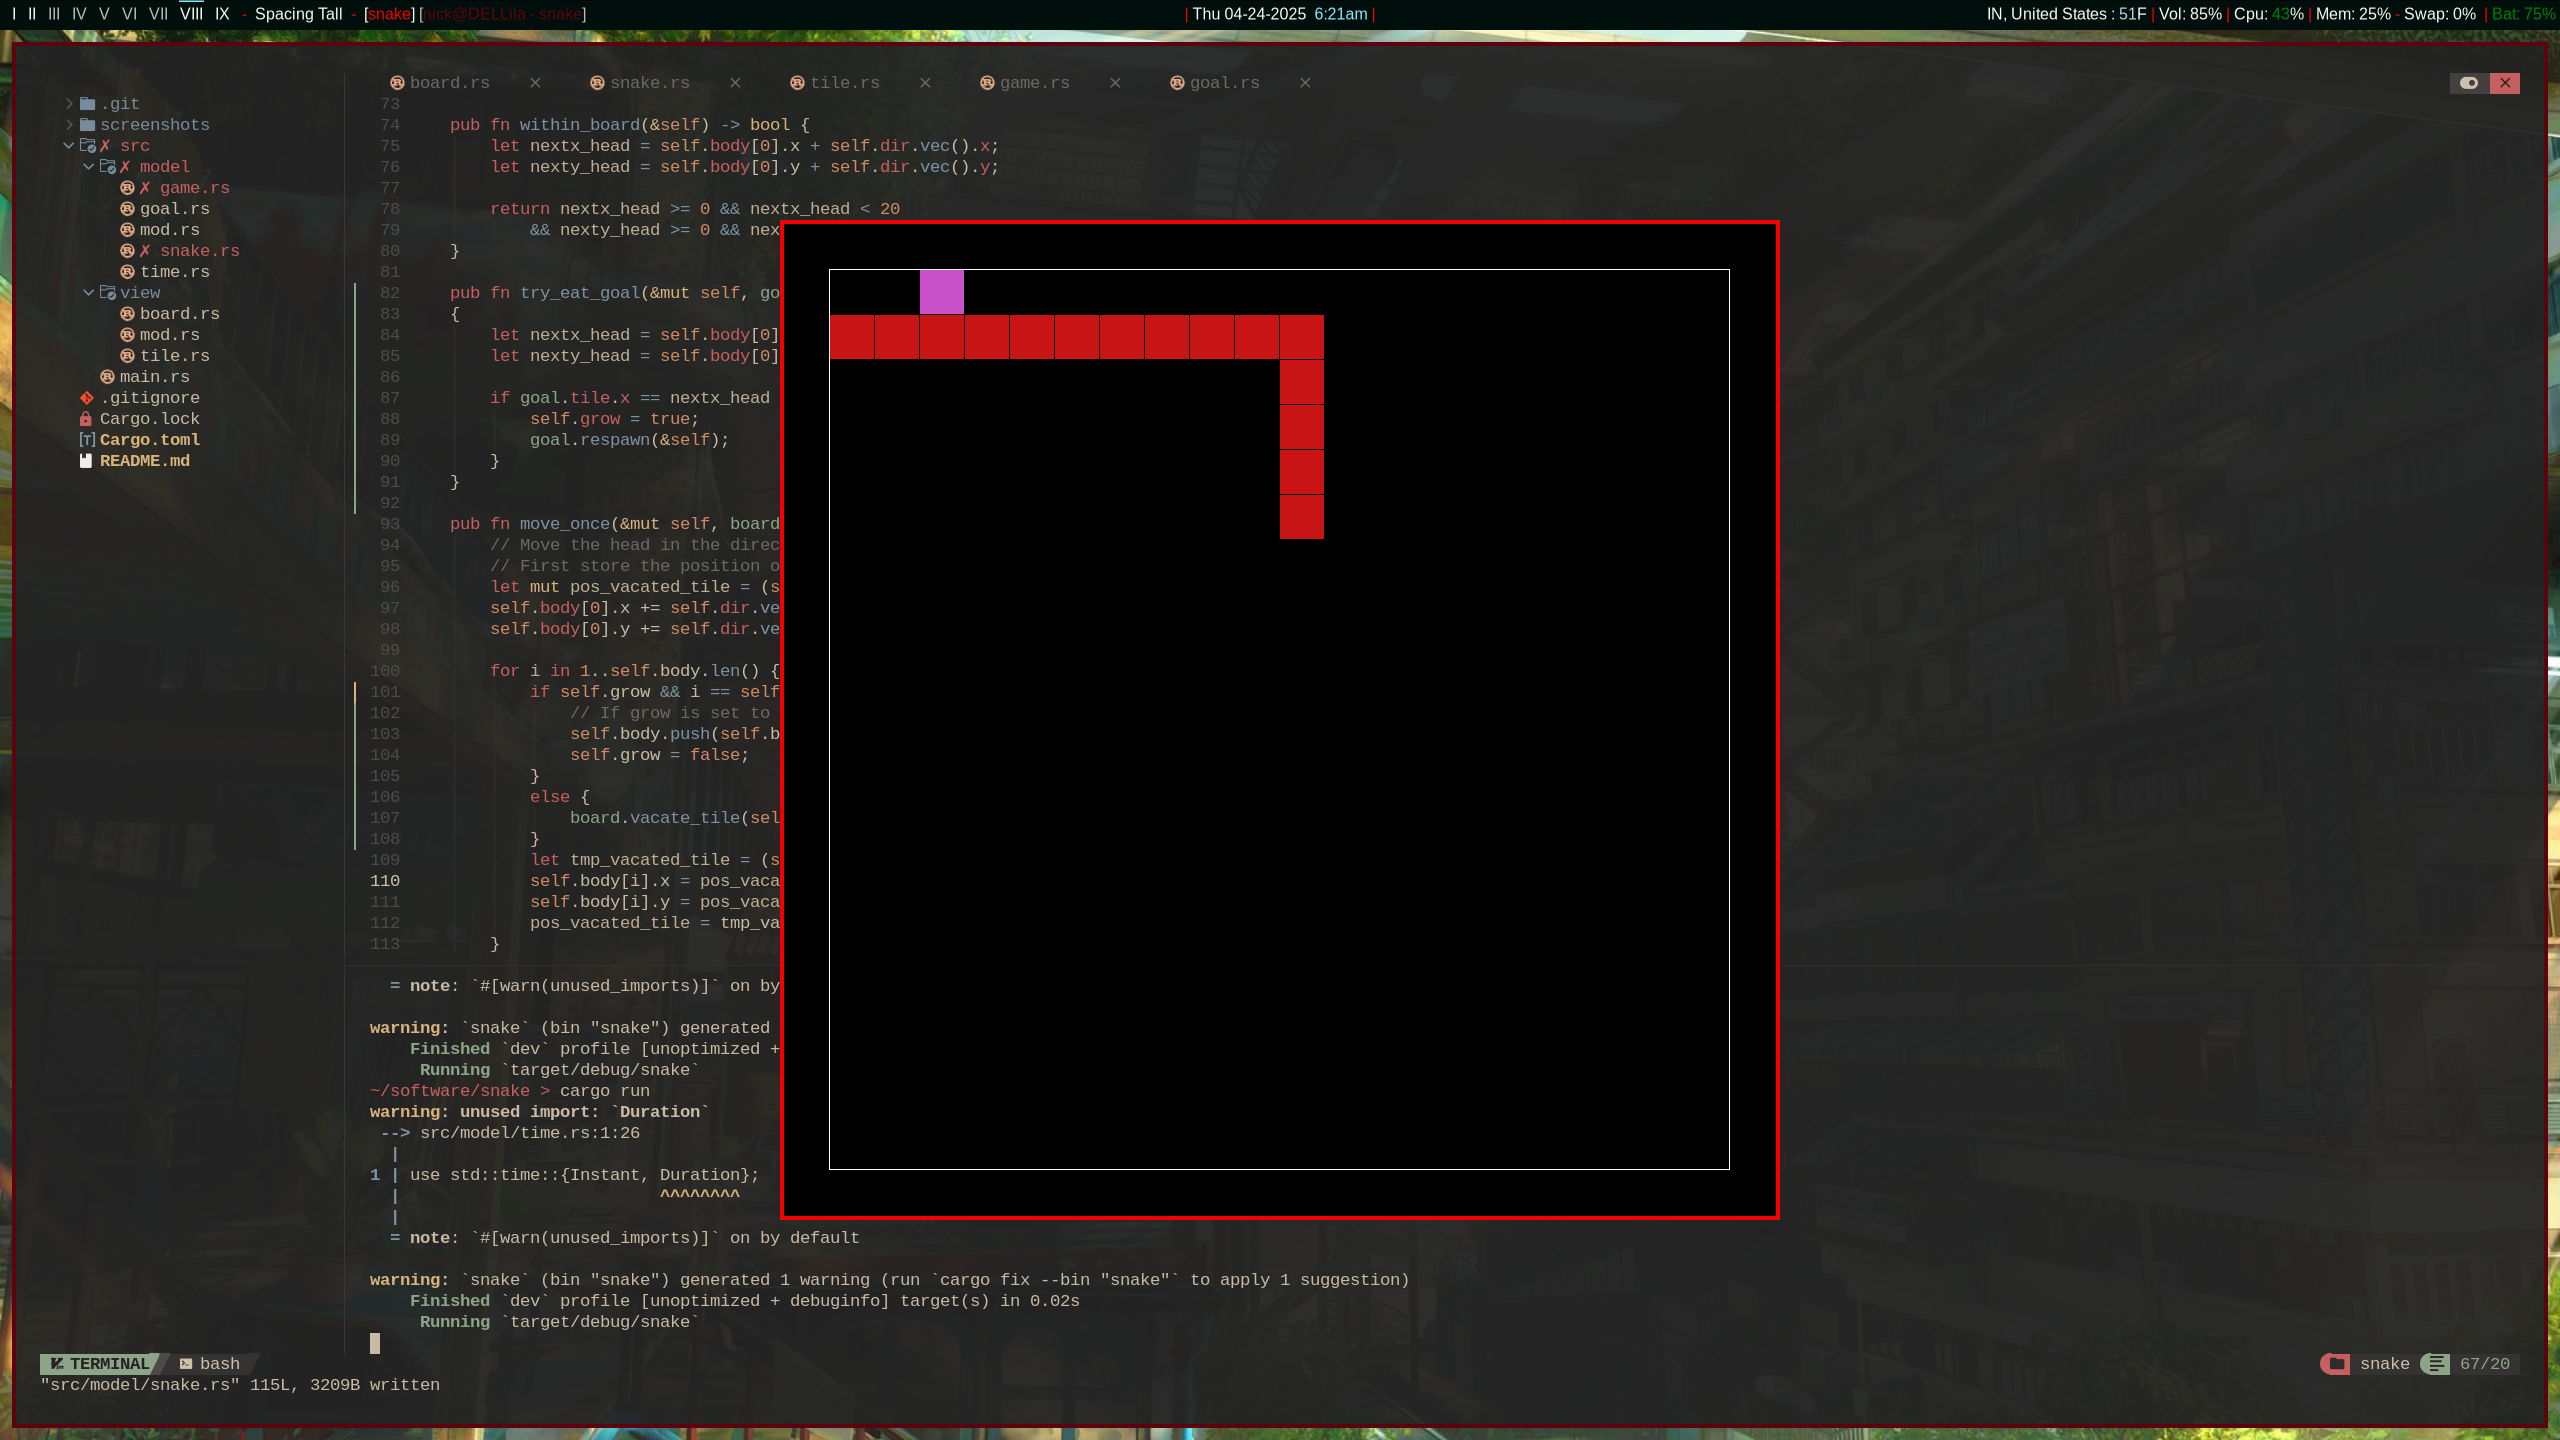 I II III IV V VI VII VIII IX - Spacing Tall - [snake] [nick@DELLila - snake] | Thu 04-24-2025 6:21am | IN, United States : 51F | Vol: 85% | Cpu: 43% | Mem: 25% - Swap: 0% | Bat: 75%
board.rs × snake.rs × tile.rs × game.rs × goal.rs ×
.git
screenshots
✗ src
✗ model
✗ game.rs
goal.rs
mod.rs
✗ snake.rs
time.rs
view
board.rs
mod.rs
tile.rs
main.rs
.gitignore
Cargo.lock
[T] Cargo.toml
README.md
73
74 pub fn within_board(&self) -> bool {
75 let nextx_head = self.body[0].x + self.dir.vec().x;
76 let nexty_head = self.body[0].y + self.dir.vec().y;
77
78 return nextx_head >= 0 && nextx_head < 20
79 && nexty_head >= 0 && nex
80 }
81
82 pub fn try_eat_goal(&mut self, go
83 {
84 let nextx_head = self.body[0]
85 let nexty_head = self.body[0]
86
87 if goal.tile.x == nextx_head
88 self.grow = true;
89 goal.respawn(&self);
90 }
91 }
92
93 pub fn move_once(&mut self, board
94 // Move the head in the direc
95 // First store the position o
96 let mut pos_vacated_tile = (s
97 self.body[0].x += self.dir.ve
98 self.body[0].y += self.dir.ve
99
100 for i in 1..self.body.len() {
101 if self.grow && i == self
102 // If grow is set to
103 self.body.push(self.b
104 self.grow = false;
105 }
106 else {
107 board.vacate_tile(sel
108 }
109 let tmp_vacated_tile = (s
110 self.body[i].x = pos_vaca
111 self.body[i].y = pos_vaca
112 pos_vacated_tile = tmp_va
113 }
= note: `#[warn(unused_imports)]` on by
warning: `snake` (bin "snake") generated
Finished `dev` profile [unoptimized +
Running `target/debug/snake`
~/software/snake > cargo run
warning: unused import: `Duration`
--> src/model/time.rs:1:26
|
1 | use std::time::{Instant, Duration};
| ^^^^^^^^
|
= note: `#[warn(unused_imports)]` on by default
warning: `snake` (bin "snake") generated 1 warning (run `cargo fix --bin "snake"` to apply 1 suggestion)
Finished `dev` profile [unoptimized + debuginfo] target(s) in 0.02s
Running `target/debug/snake`
TERMINAL bash snake 67/20
"src/model/snake.rs" 115L, 3209B written